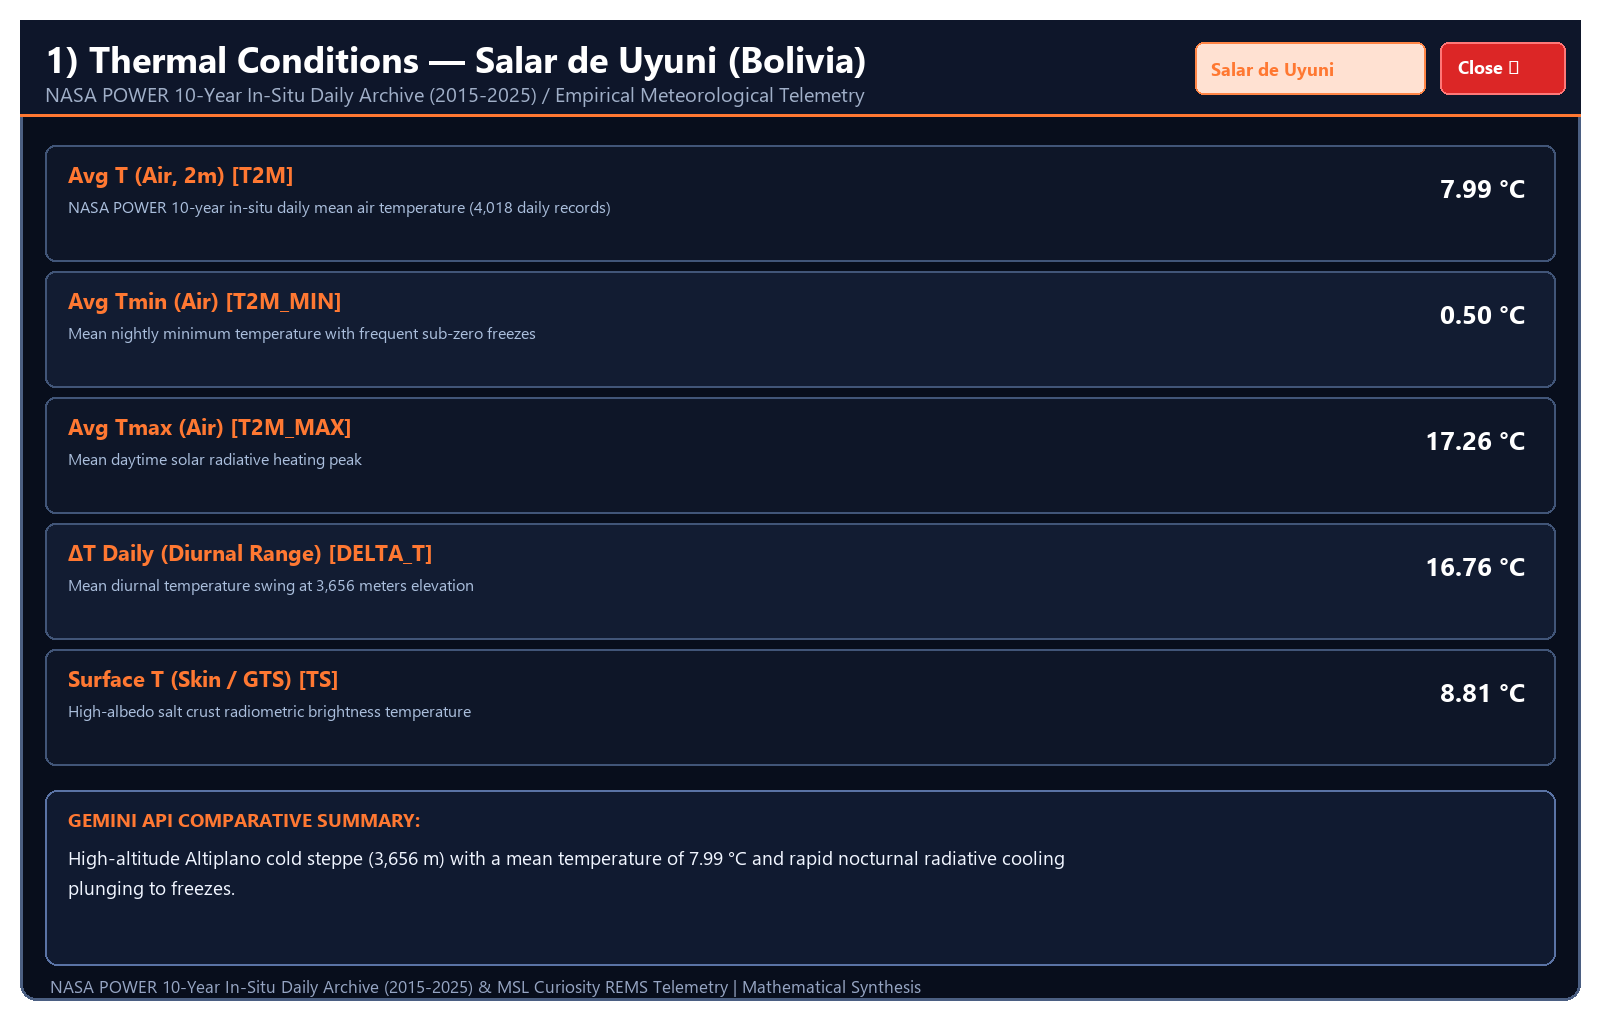 1) Thermal Conditions — Salar de Uyuni (Bolivia)
NASA POWER 10-Year In-Situ Daily Archive (2015-2025) / Empirical Meteorological Telemetry
Salar de Uyuni
Close
Avg T (Air, 2m) [T2M]
NASA POWER 10-year in-situ daily mean air temperature (4,018 daily records)
7.99 °C
Avg Tmin (Air) [T2M_MIN]
Mean nightly minimum temperature with frequent sub-zero freezes
0.50 °C
Avg Tmax (Air) [T2M_MAX]
Mean daytime solar radiative heating peak
17.26 °C
ΔT Daily (Diurnal Range) [DELTA_T]
Mean diurnal temperature swing at 3,656 meters elevation
16.76 °C
Surface T (Skin / GTS) [TS]
High-albedo salt crust radiometric brightness temperature
8.81 °C
GEMINI API COMPARATIVE SUMMARY:
High-altitude Altiplano cold steppe (3,656 m) with a mean temperature of 7.99 °C and rapid nocturnal radiative cooling
plunging to freezes.
NASA POWER 10-Year In-Situ Daily Archive (2015-2025) & MSL Curiosity REMS Telemetry | Mathematical Synthesis